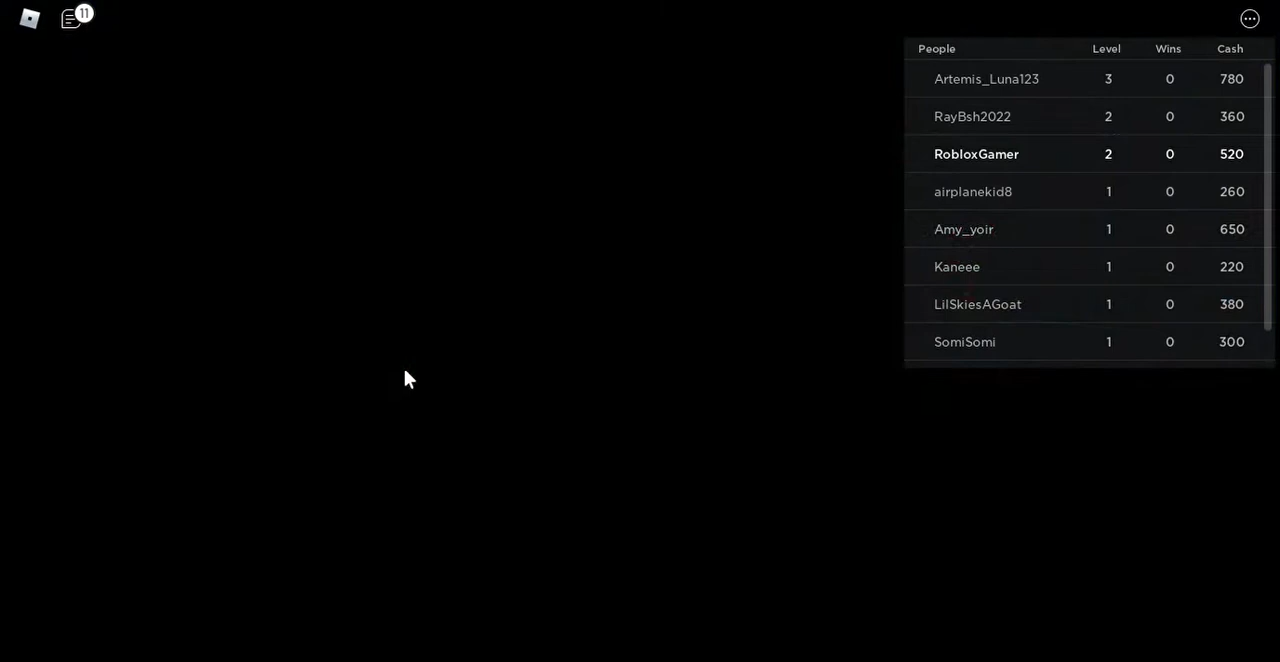 11
People Level Wins Cash
Artemis_Luna123 3 0 780
RayBsh2022 2 0 360
RobloxGamer 2 0 520
airplanekid8 1 0 260
Amy_yoir 1 0 650
Kaneee 1 0 220
LilSkiesAGoat 1 0 380
SomiSomi 1 0 300